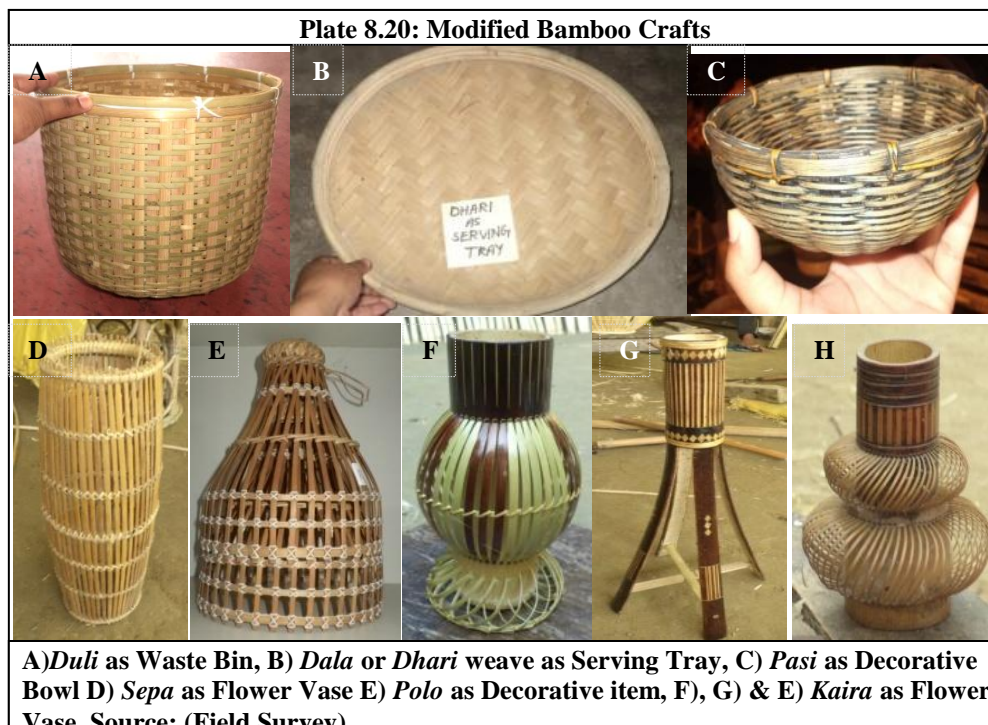 Plate 8.20: Modified Bamboo Crafts
A
B
C
DHARI
AS
SERVING
TRAY
D
E
F
G
H
A)Duli as Waste Bin, B) Dala or Dhari weave as Serving Tray, C) Pasi as Decorative
Bowl D) Sepa as Flower Vase E) Polo as Decorative item, F), G) & E) Kaira as Flower
Vase. Source: (Field Survey)